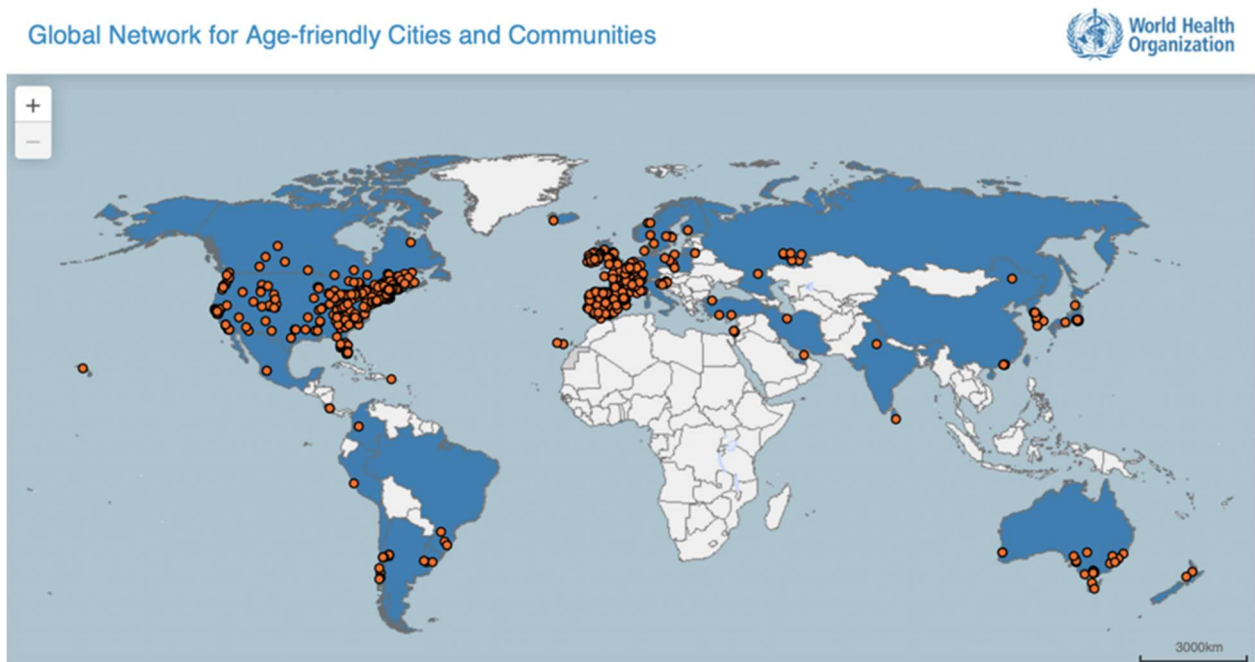 Global Network for Age-friendly Cities and Communities
World Health
Organization
+
−
3000km